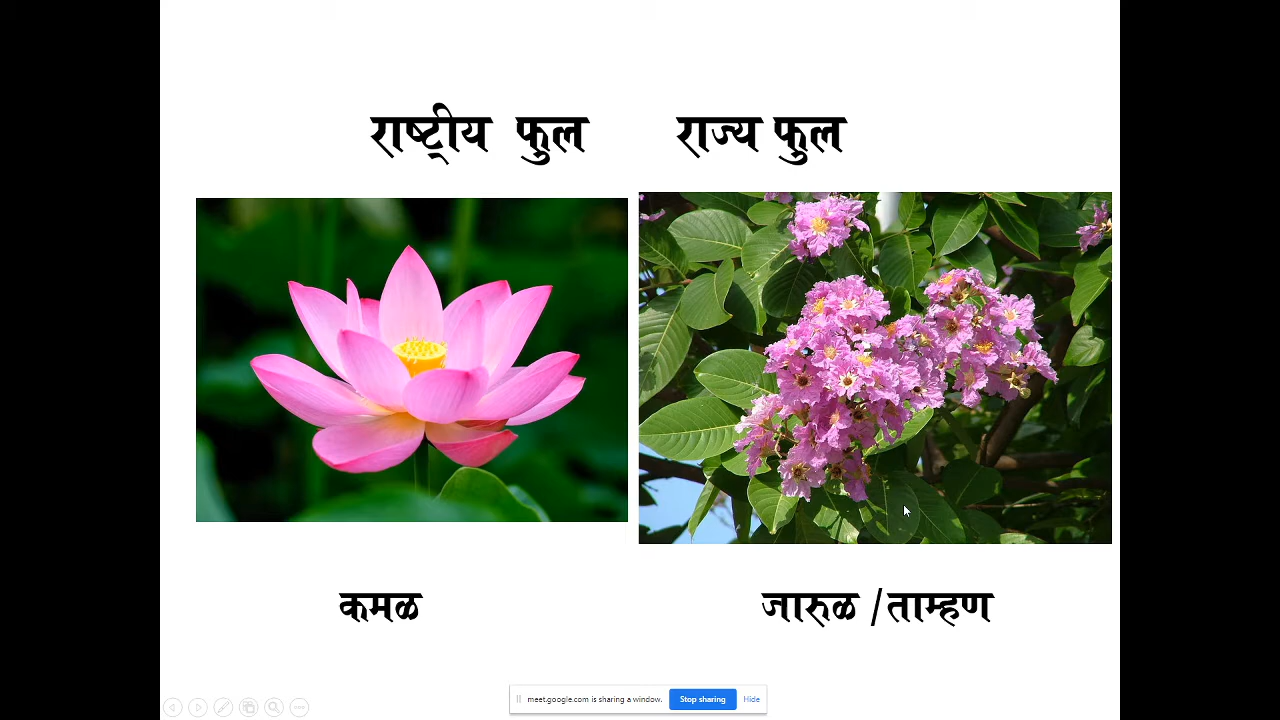 राष्ट्रीय फुल राज्य फुल
कमळ जारुळ /ताम्हण
meet.google.com is sharing a window. Stop sharing Hide